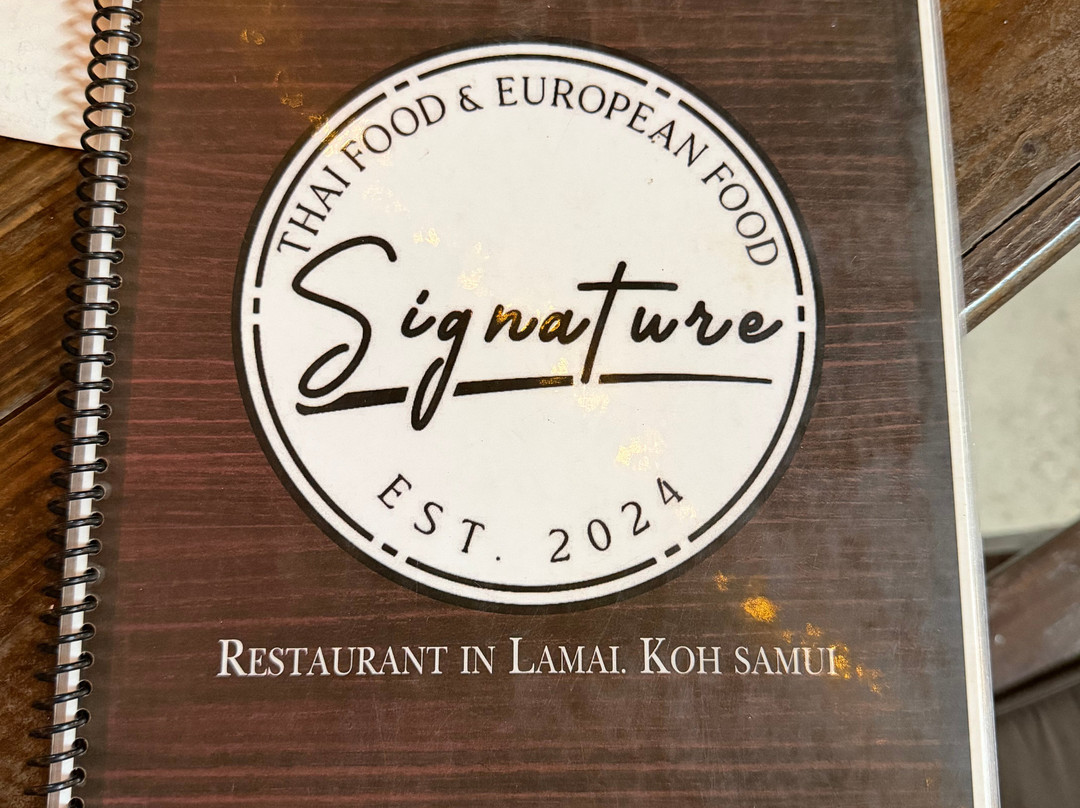 THAI FOOD & EUROPEAN FOOD
Signature
EST. 2024
RESTAURANT IN LAMAI. KOH SAMUI